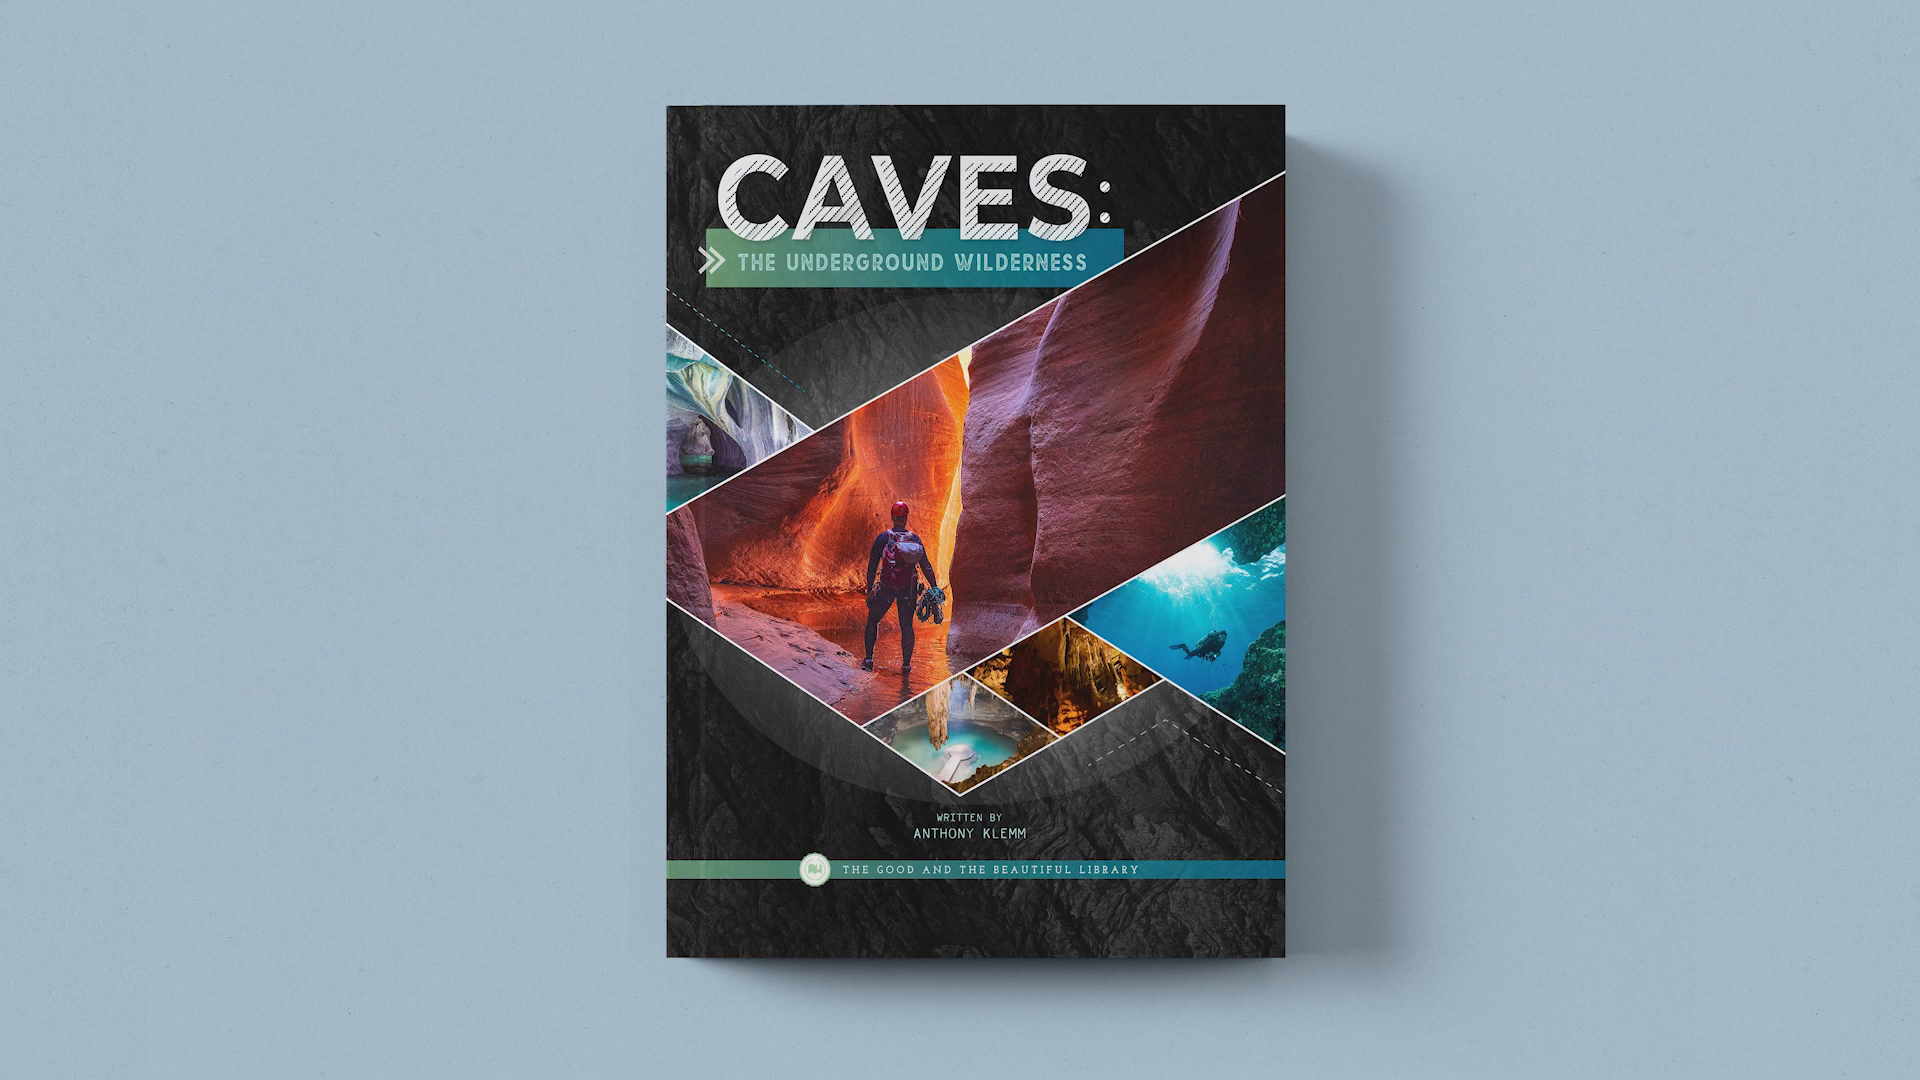 CAVES:
THE UNDERGROUND WILDERNESS
WRITTEN BY
ANTHONY KLEMM
THE GOOD AND THE BEAUTIFUL LIBRARY